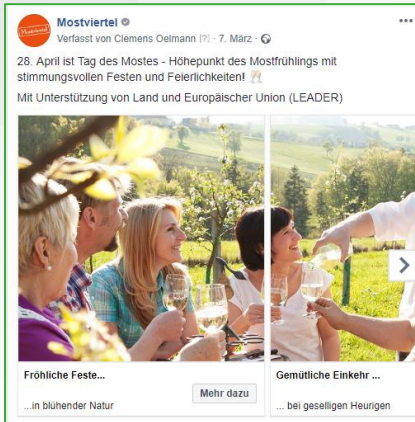 Mostviertel
Mostviertel
Verfasst von Clemens Oelmann [?] · 7. März ·
28. April ist Tag des Mostes - Höhepunkt des Mostfrühlings mit
stimmungsvollen Festen und Feierlichkeiten! 🥂
Mit Unterstützung von Land und Europäischer Union (LEADER)
Fröhliche Feste...
Mehr dazu
...in blühender Natur
Gemütliche Einkehr ...
... bei geselligen Heurigen